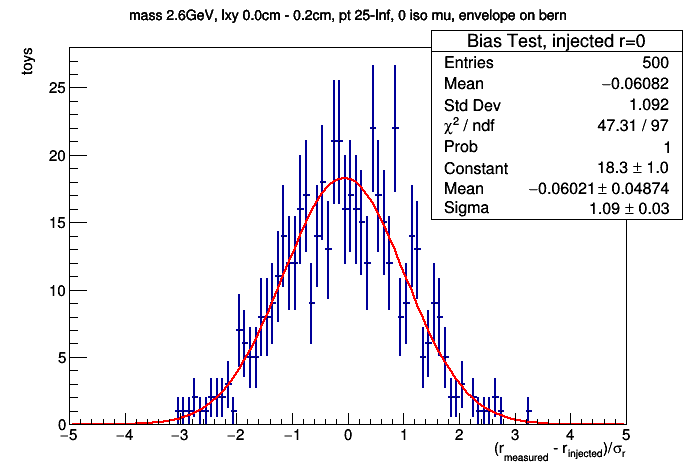 mass 2.6GeV, lxy 0.0cm - 0.2cm, pt 25-Inf, 0 iso mu, envelope on bern
Bias Test, injected r=0
Entries 500
Mean −0.06082
Std Dev 1.092
χ² / ndf 47.31 / 97
Prob 1
Constant 18.3 ± 1.0
Mean −0.06021 ± 0.04874
Sigma 1.09 ± 0.03
toys
25
20
15
10
5
0
−5 −4 −3 −2 −1 0 1 2 3 4 5
(r_measured - r_injected)/σ_r